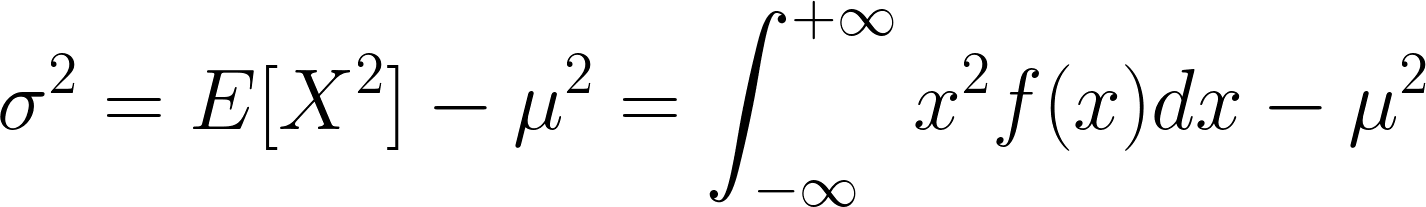 σ² = E[X²] − μ² = ∫_{−∞}^{+∞} x² f(x)dx − μ²